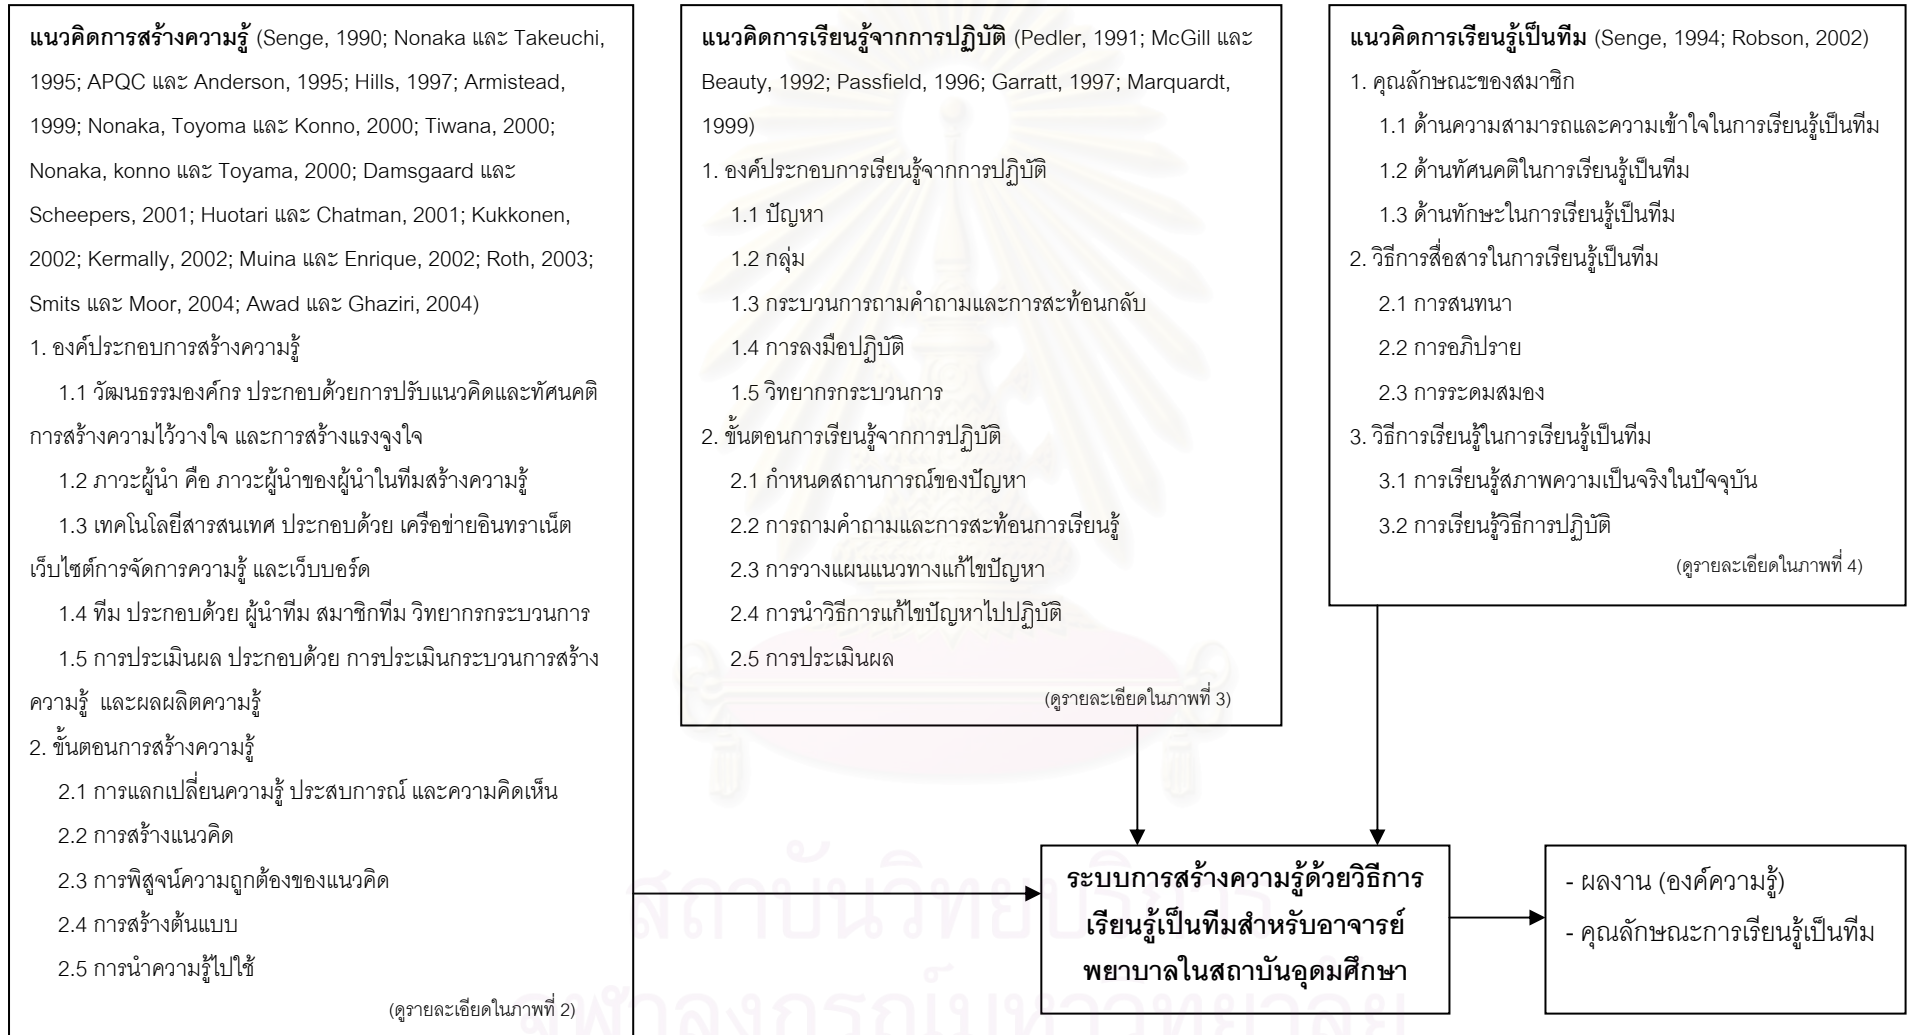 แนวคิดการสร้างความรู้ (Senge, 1990; Nonaka และ Takeuchi,
1995; APQC และ Anderson, 1995; Hills, 1997; Armistead,
1999; Nonaka, Toyoma และ Konno, 2000; Tiwana, 2000;
Nonaka, konno และ Toyama, 2000; Damsgaard และ
Scheepers, 2001; Huotari และ Chatman, 2001; Kukkonen,
2002; Kermally, 2002; Muina และ Enrique, 2002; Roth, 2003;
Smits และ Moor, 2004; Awad และ Ghaziri, 2004)
1. องค์ประกอบการสร้างความรู้
1.1 วัฒนธรรมองค์กร ประกอบด้วยการปรับแนวคิดและทัศนคติ
การสร้างความไว้วางใจ และการสร้างแรงจูงใจ
1.2 ภาวะผู้นำ คือ ภาวะผู้นำของผู้นำในทีมสร้างความรู้
1.3 เทคโนโลยีสารสนเทศ ประกอบด้วย เครือข่ายอินทราเน็ต
เว็บไซต์การจัดการความรู้ และเว็บบอร์ด
1.4 ทีม ประกอบด้วย ผู้นำทีม สมาชิกทีม วิทยากรกระบวนการ
1.5 การประเมินผล ประกอบด้วย การประเมินกระบวนการสร้าง
ความรู้ และผลผลิตความรู้
2. ขั้นตอนการสร้างความรู้
2.1 การแลกเปลี่ยนความรู้ ประสบการณ์ และความคิดเห็น
2.2 การสร้างแนวคิด
2.3 การพิสูจน์ความถูกต้องของแนวคิด
2.4 การสร้างต้นแบบ
2.5 การนำความรู้ไปใช้
(ดูรายละเอียดในภาพที่ 2)
แนวคิดการเรียนรู้จากการปฏิบัติ (Pedler, 1991; McGill และ
Beauty, 1992; Passfield, 1996; Garratt, 1997; Marquardt,
1999)
1. องค์ประกอบการเรียนรู้จากการปฏิบัติ
1.1 ปัญหา
1.2 กลุ่ม
1.3 กระบวนการถามคำถามและการสะท้อนกลับ
1.4 การลงมือปฏิบัติ
1.5 วิทยากรกระบวนการ
2. ขั้นตอนการเรียนรู้จากการปฏิบัติ
2.1 กำหนดสถานการณ์ของปัญหา
2.2 การถามคำถามและการสะท้อนการเรียนรู้
2.3 การวางแผนแนวทางแก้ไขปัญหา
2.4 การนำวิธีการแก้ไขปัญหาไปปฏิบัติ
2.5 การประเมินผล
(ดูรายละเอียดในภาพที่ 3)
แนวคิดการเรียนรู้เป็นทีม (Senge, 1994; Robson, 2002)
1. คุณลักษณะของสมาชิก
1.1 ด้านความสามารถและความเข้าใจในการเรียนรู้เป็นทีม
1.2 ด้านทัศนคติในการเรียนรู้เป็นทีม
1.3 ด้านทักษะในการเรียนรู้เป็นทีม
2. วิธีการสื่อสารในการเรียนรู้เป็นทีม
2.1 การสนทนา
2.2 การอภิปราย
2.3 การระดมสมอง
3. วิธีการเรียนรู้ในการเรียนรู้เป็นทีม
3.1 การเรียนรู้สภาพความเป็นจริงในปัจจุบัน
3.2 การเรียนรู้วิธีการปฏิบัติ
(ดูรายละเอียดในภาพที่ 4)
ระบบการสร้างความรู้ด้วยวิธีการ
เรียนรู้เป็นทีมสำหรับอาจารย์
พยาบาลในสถาบันอุดมศึกษา
- ผลงาน (องค์ความรู้)
- คุณลักษณะการเรียนรู้เป็นทีม
สถาบันวิทยบริการ
จุฬาลงกรณ์มหาวิทยาลัย